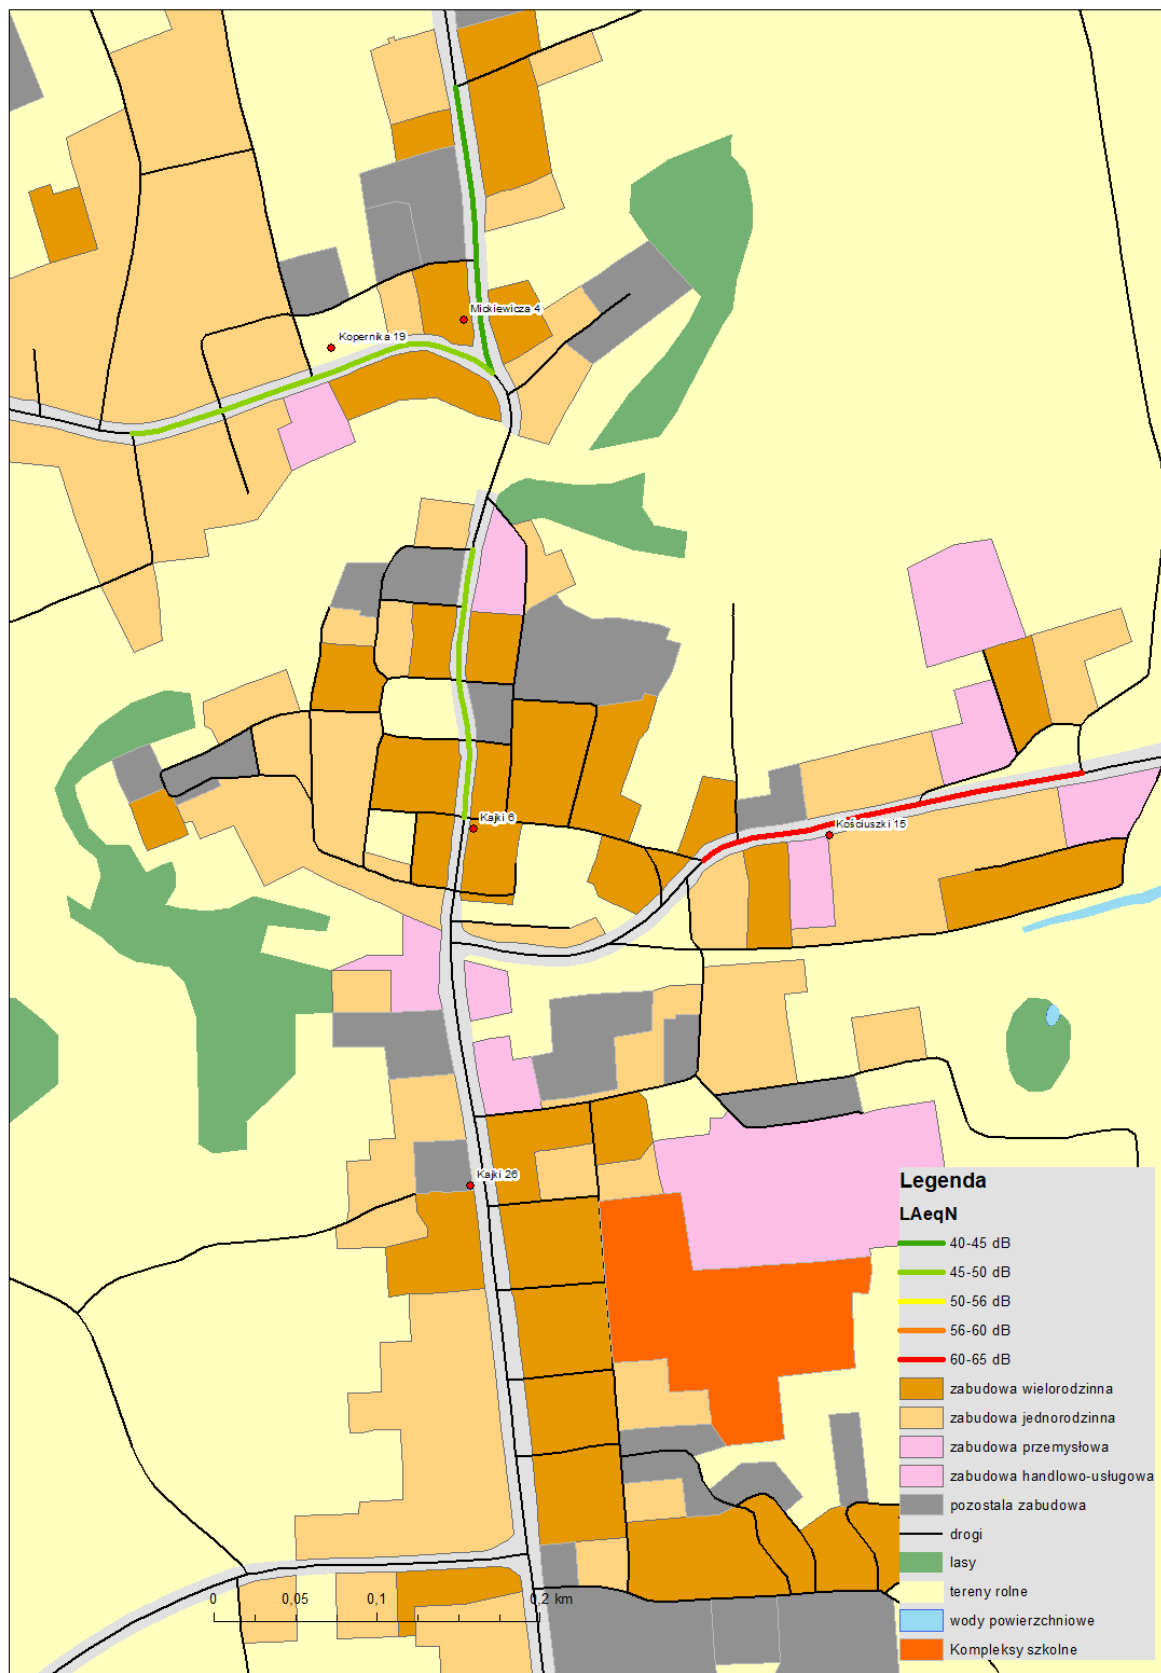 Mickiewicza 4
Kopernika 19
Kajki 6
Kościuszki 15
Kajki 26
Legenda
LAeqN
40-45 dB
45-50 dB
50-56 dB
56-60 dB
60-65 dB
zabudowa wielorodzinna
zabudowa jednorodzinna
zabudowa przemysłowa
zabudowa handlowo-usługowa
pozostala zabudowa
drogi
lasy
tereny rolne
wody powierzchniowe
Kompleksy szkolne
0 0,05 0,1 0,2 km